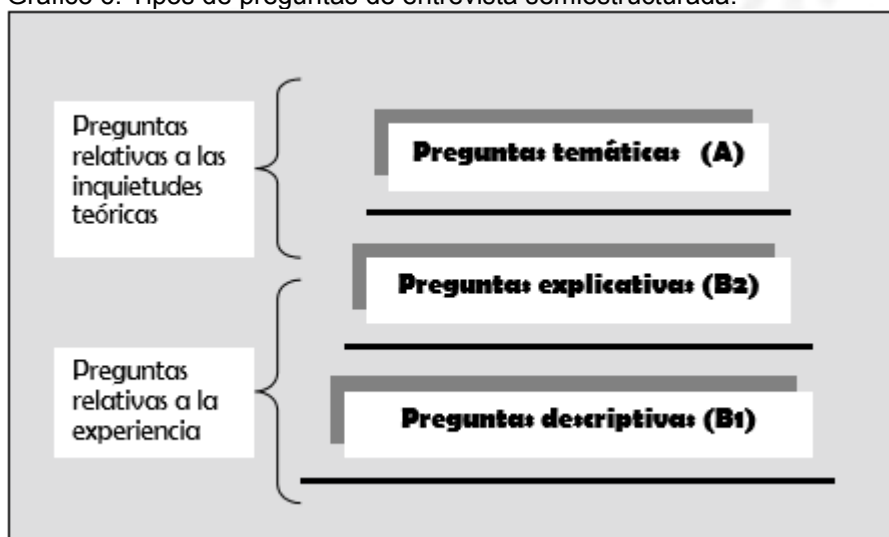 Gráfico 3. Tipos de preguntas de entrevista semiestructurada.
Preguntas
relativas a las
inquietudes
teóricas
Preguntas temáticas (A)
Preguntas explicativas (B2)
Preguntas
relativas a la
experiencia
Preguntas descriptivas (B1)